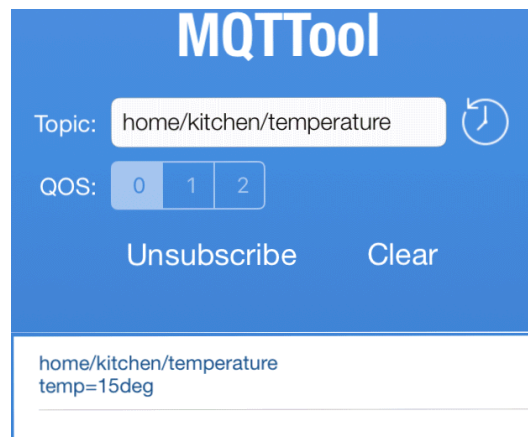 MQTTool
Topic: home/kitchen/temperature
QOS: 0 1 2
Unsubscribe Clear
home/kitchen/temperature
temp=15deg